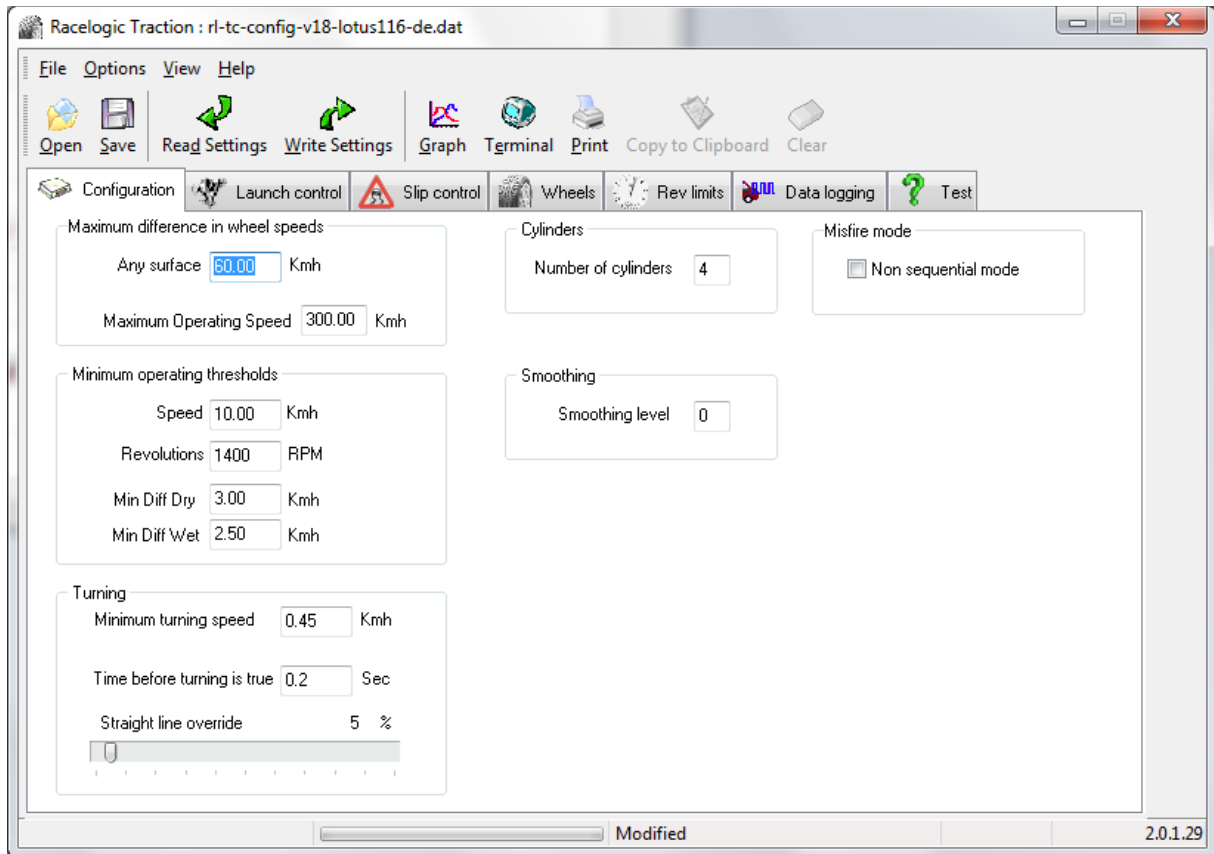 Racelogic Traction : rl-tc-config-v18-lotus116-de.dat
File Options View Help
Open Save Read Settings Write Settings Graph Terminal Print Copy to Clipboard Clear
Configuration Launch control Slip control Wheels Rev limits Data logging Test
Maximum difference in wheel speeds
Any surface 60.00 Kmh
Maximum Operating Speed 300.00 Kmh
Cylinders
Number of cylinders 4
Misfire mode
Non sequential mode
Minimum operating thresholds
Speed 10.00 Kmh
Revolutions 1400 RPM
Min Diff Dry 3.00 Kmh
Min Diff Wet 2.50 Kmh
Smoothing
Smoothing level 0
Turning
Minimum turning speed 0.45 Kmh
Time before turning is true 0.2 Sec
Straight line override 5 %
Modified 2.0.1.29